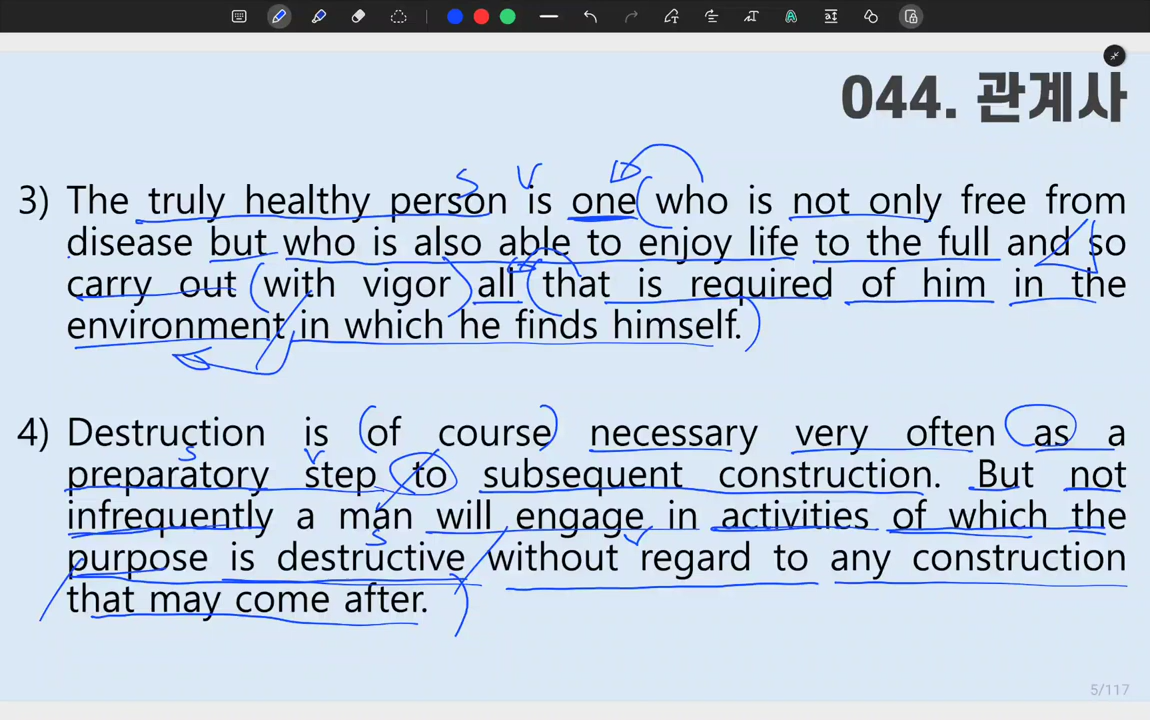 044. 관계사
3) The truly healthy person is one who is not only free from
disease but who is also able to enjoy life to the full and so
carry out with vigor all that is required of him in the
environment in which he finds himself.
4) Destruction is of course necessary very often as a
preparatory step to subsequent construction. But not
infrequently a man will engage in activities of which the
purpose is destructive without regard to any construction
that may come after.
5/117